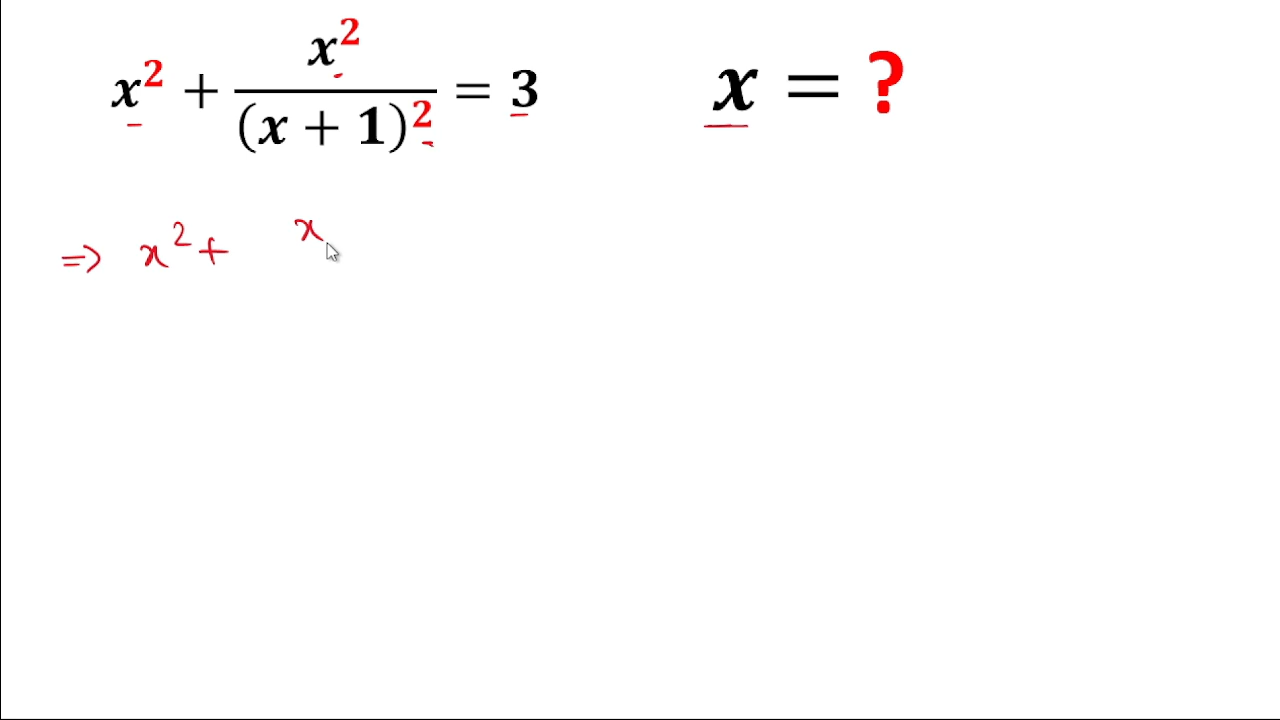 x² + x²/(x + 1)² = 3
x = ?
⇒ x² + x